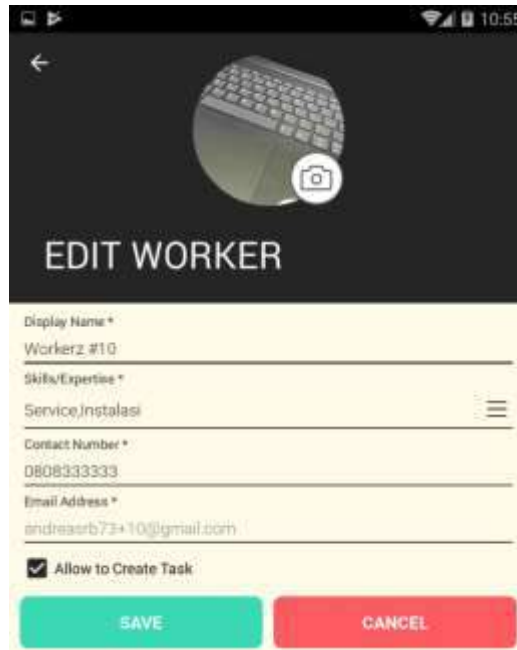 10:55
EDIT WORKER
Display Name *
Workerz #10
Skills/Expertise *
Service,Instalasi
Contact Number *
0808333333
Email Address *
andreasrb73+10@gmail.com
Allow to Create Task
SAVE CANCEL